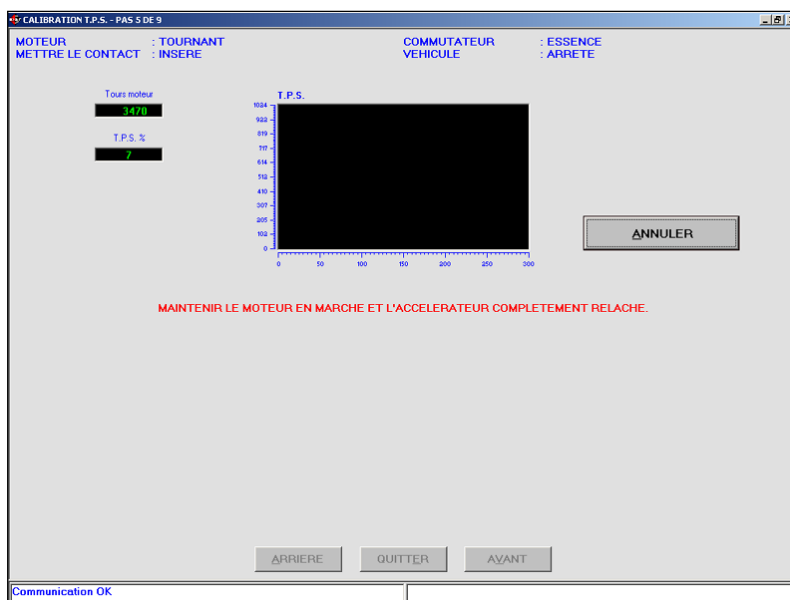 CALIBRATION T.P.S. - PAS 5 DE 9
MOTEUR : TOURNANT COMMUTATEUR : ESSENCE
METTRE LE CONTACT : INSERE VEHICULE : ARRETE
Tours moteur
3470
T.P.S. %
7
T.P.S.
1024
922
819
717
614
512
410
307
205
102
0
0 50 100 150 200 250 300
ANNULER
MAINTENIR LE MOTEUR EN MARCHE ET L'ACCELERATEUR COMPLETEMENT RELACHE.
ARRIERE QUITTER AVANT
Communication OK